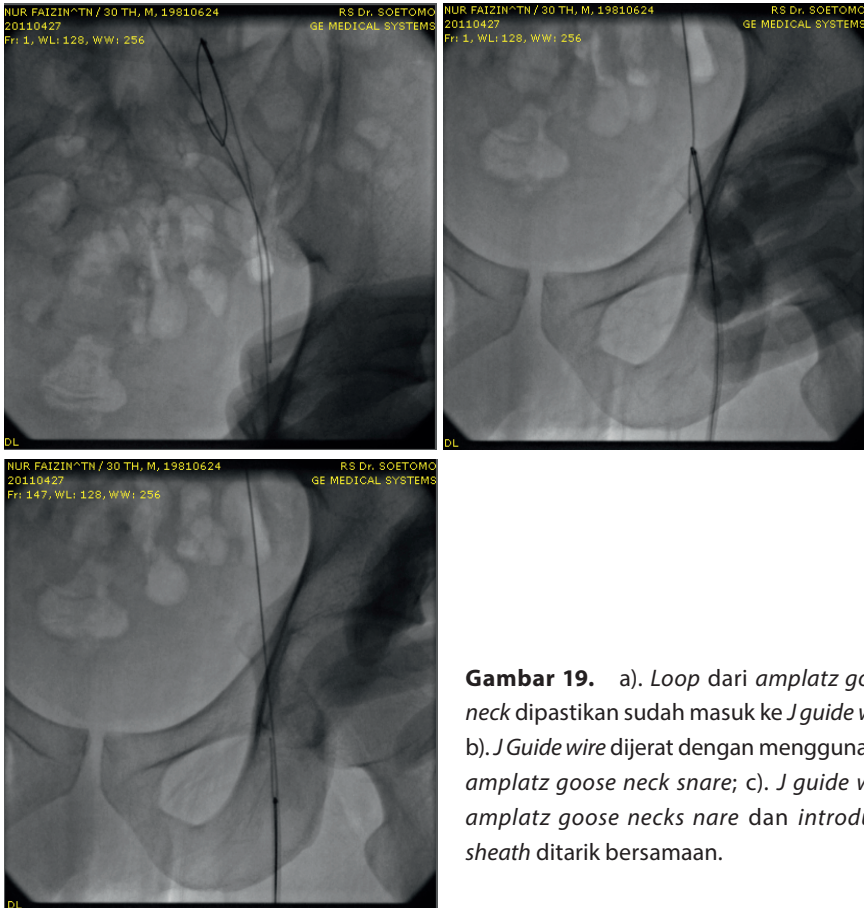 NUR FAIZIN^TN / 30 TH, M, 19810624
RS Dr. SOETOMO
20110427
GE MEDICAL SYSTEMS
Fr: 1, WL: 128, WW: 256
DL
NUR FAIZIN^TN / 30 TH, M, 19810624
RS Dr. SOETOMO
20110427
GE MEDICAL SYSTEMS
Fr: 1, WL: 128, WW: 256
DL
NUR FAIZIN^TN / 30 TH, M, 19810624
RS Dr. SOETOMO
20110427
GE MEDICAL SYSTEMS
Fr: 147, WL: 128, WW: 256
DL
Gambar 19. a). Loop dari amplatz go
neck dipastikan sudah masuk ke J guide w
b). J Guide wire dijerat dengan mengguna
amplatz goose neck snare; c). J guide w
amplatz goose necks nare dan introdu
sheath ditarik bersamaan.